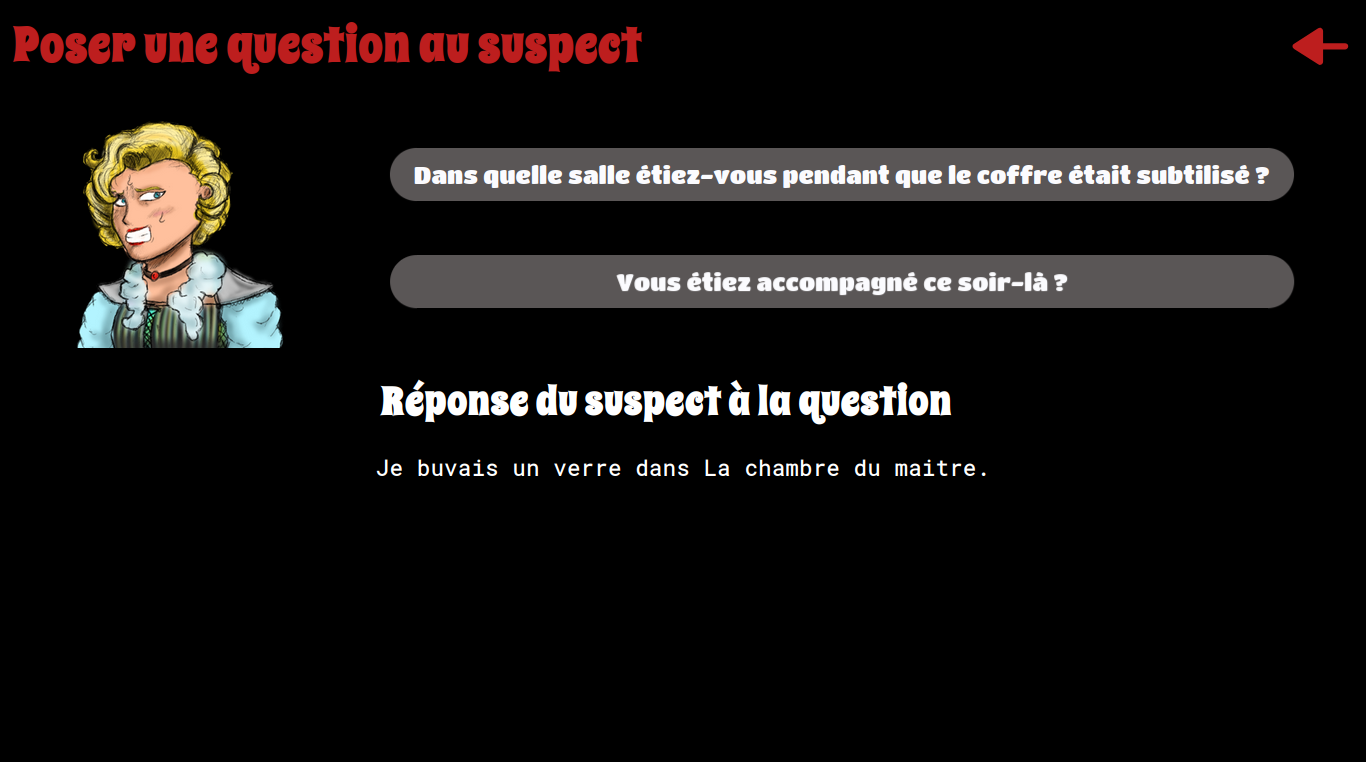 Poser une question au suspect
Dans quelle salle étiez-vous pendant que le coffre était subtilisé ?
Vous étiez accompagné ce soir-là ?
Réponse du suspect à la question
Je buvais un verre dans La chambre du maitre.